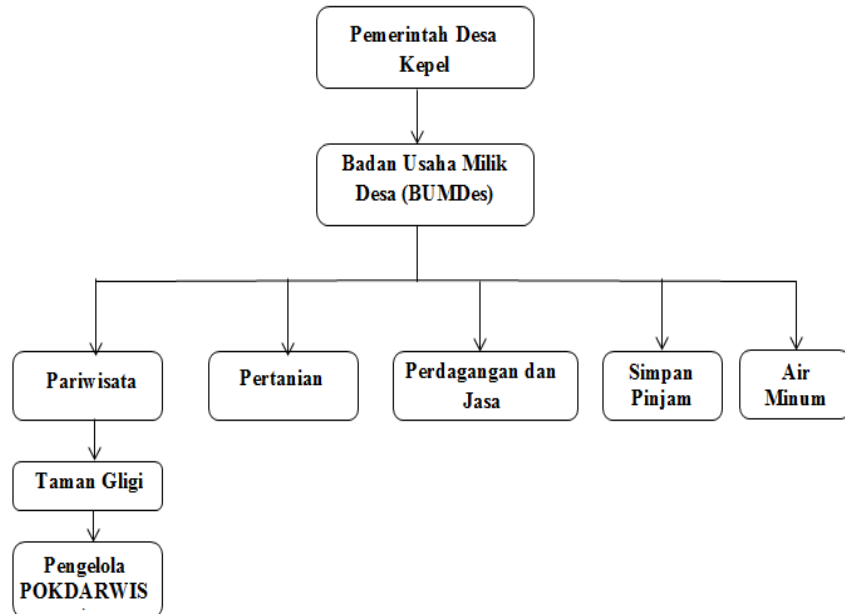 Pemerintah Desa
Kepel
Badan Usaha Milik
Desa (BUMDes)
Pariwisata
Pertanian
Perdagangan dan
Jasa
Simpan
Pinjam
Air
Minum
Taman Gligi
Pengelola
POKDARWIS